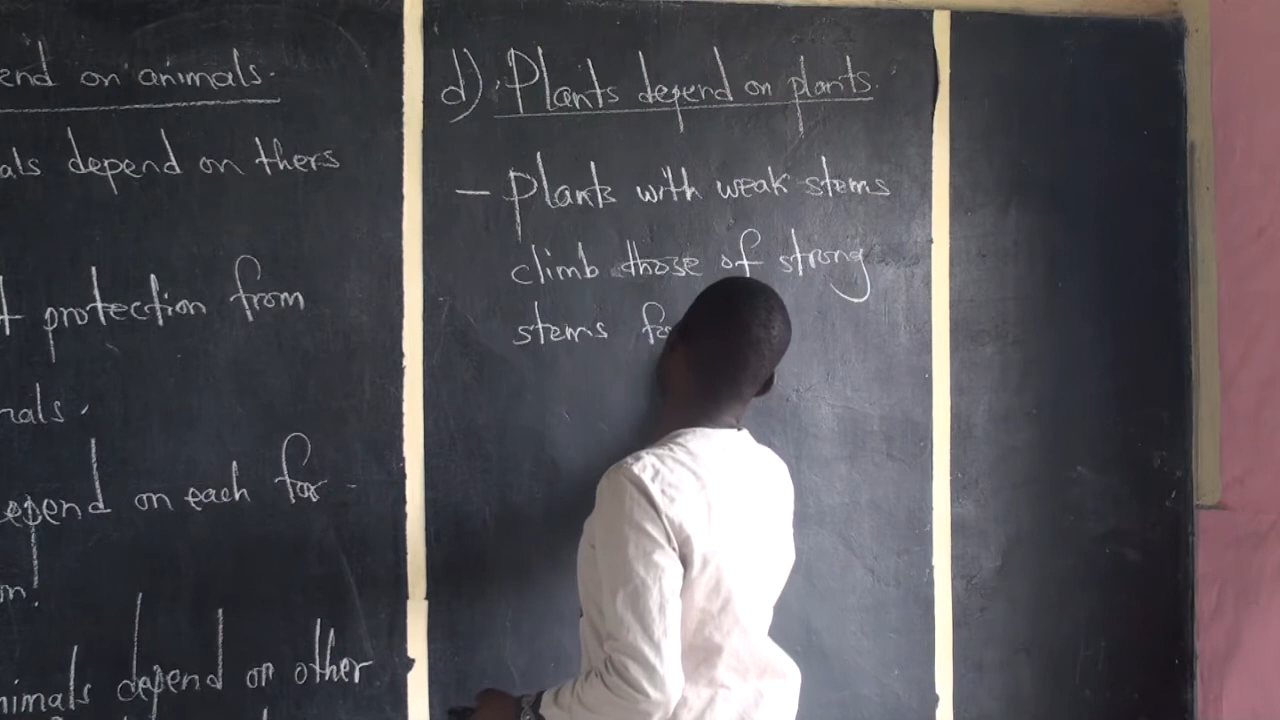 end on animals.
als depend on thers
t protection from
nals.
epend on each for
on!
nimals depend on other
d) Plants depend on plants.
- Plants with weak stems
climb those of strong
stems